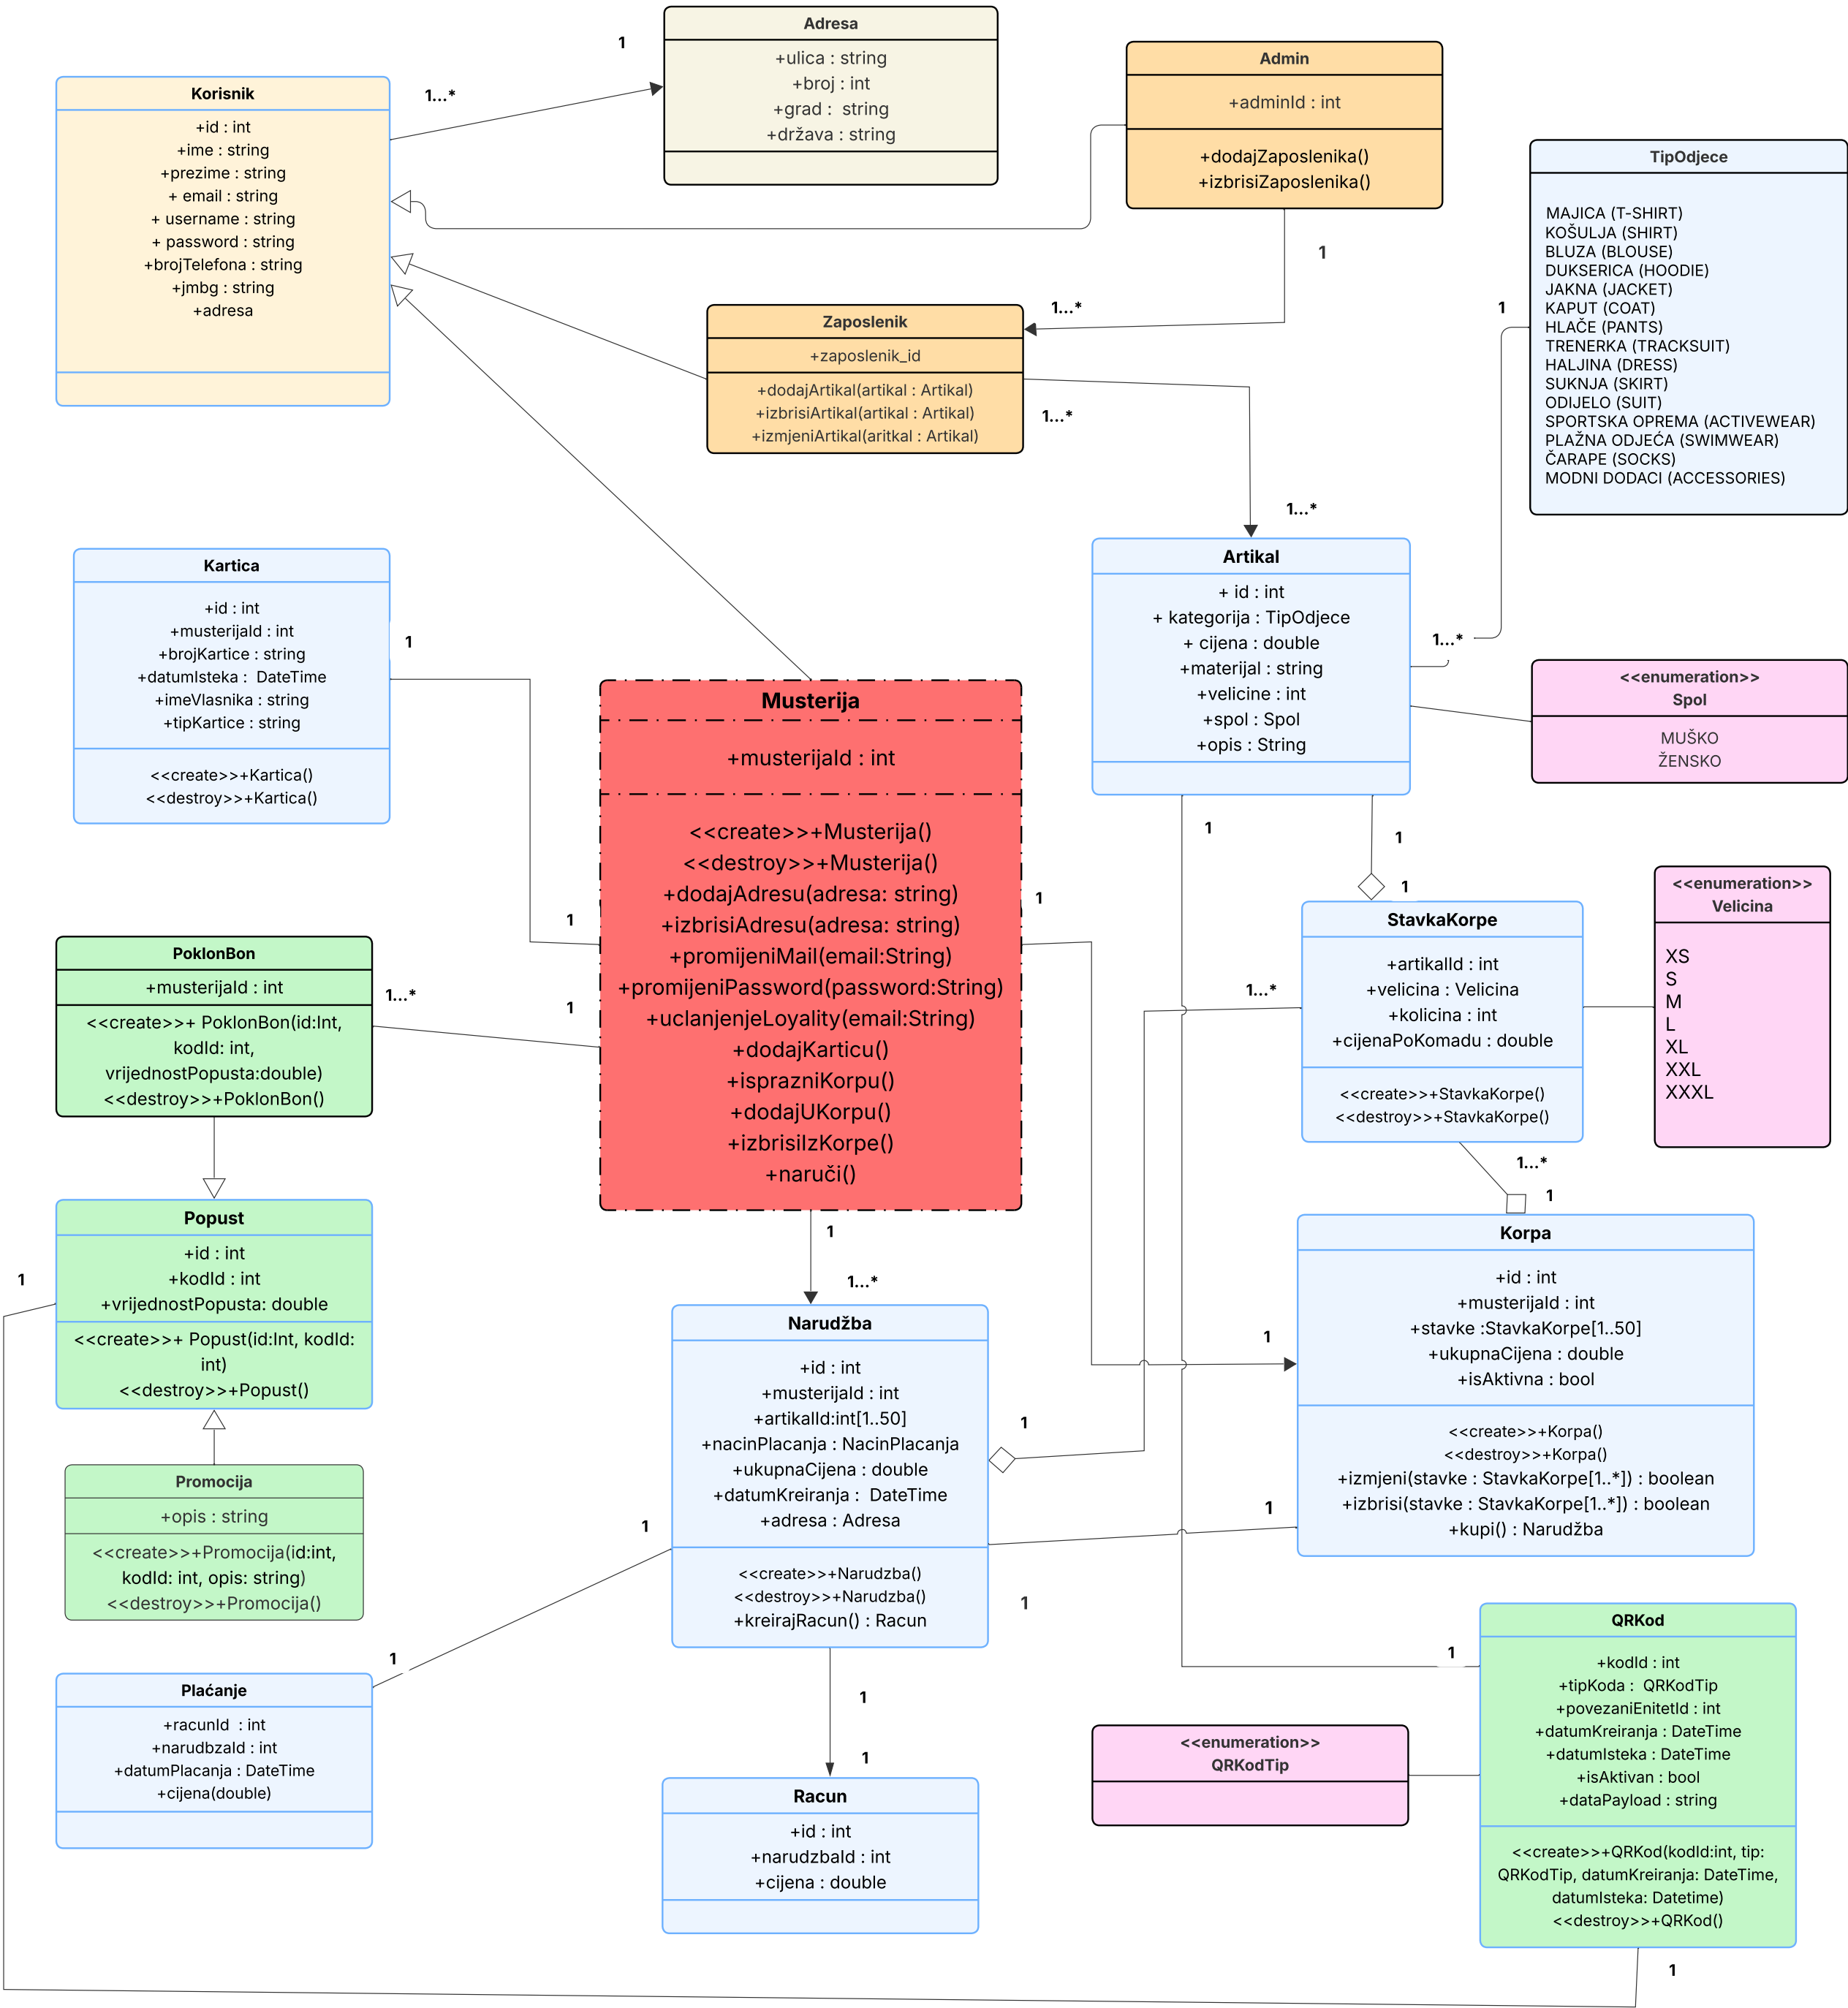 Adresa
+ulica : string
+broj : int
+grad :  string
+država : string
1
1...*
Korisnik
+id : int
+ime : string
+prezime : string
+ email : string
+ username : string
+ password : string
+brojTelefona : string
+jmbg : string
+adresa
Admin
+adminId : int
+dodajZaposlenika()
+izbrisiZaposlenika()
1
1...*
TipOdjece
MAJICA (T-SHIRT)
KOŠULJA (SHIRT)
BLUZA (BLOUSE)
DUKSERICA (HOODIE)
JAKNA (JACKET)
KAPUT (COAT)
HLAČE (PANTS)
TRENERKA (TRACKSUIT)
HALJINA (DRESS)
SUKNJA (SKIRT)
ODIJELO (SUIT)
SPORTSKA OPREMA (ACTIVEWEAR)
PLAŽNA ODJEĆA (SWIMWEAR)
ČARAPE (SOCKS)
MODNI DODACI (ACCESSORIES)
1
Zaposlenik
+zaposlenik_id
+dodajArtikal(artikal : Artikal)
+izbrisiArtikal(artikal : Artikal)
+izmjeniArtikal(aritkal : Artikal)
1...*
1...*
Artikal
+ id : int
+ kategorija : TipOdjece
+ cijena : double
+materijal : string
+velicine : int
+spol : Spol
+opis : String
1...*
<<enumeration>>
Spol
MUŠKO
ŽENSKO
Kartica
+id : int
+musterijaId : int
+brojKartice : string
+datumIsteka :  DateTime
+imeVlasnika : string
+tipKartice : string
<<create>>+Kartica()
<<destroy>>+Kartica()
1
Musterija
+musterijaId : int
<<create>>+Musterija()
<<destroy>>+Musterija()
+dodajAdresu(adresa: string)
+izbrisiAdresu(adresa: string)
+promijeniMail(email:String)
+promijeniPassword(password:String)
+uclanjenjeLoyality(email:String)
+dodajKarticu()
+isprazniKorpu()
+dodajUKorpu()
+izbrisiIzKorpe()
+naruči()
1
1
1
1
1
1
StavkaKorpe
+artikalId : int
+velicina : Velicina
+kolicina : int
+cijenaPoKomadu : double
<<create>>+StavkaKorpe()
<<destroy>>+StavkaKorpe()
1...*
<<enumeration>>
Velicina
XS
S
M
L
XL
XXL
XXXL
PoklonBon
+musterijaId : int
<<create>>+ PoklonBon(id:Int,
kodId: int,
vrijednostPopusta:double)
<<destroy>>+PoklonBon()
1...*
1...*
1
Popust
+id : int
+kodId : int
+vrijednostPopusta: double
<<create>>+ Popust(id:Int, kodId:
int)
<<destroy>>+Popust()
1
1
1...*
Narudžba
+id : int
+musterijaId : int
+artikalId:int[1..50]
+nacinPlacanja : NacinPlacanja
+ukupnaCijena : double
+datumKreiranja :  DateTime
+adresa : Adresa
<<create>>+Narudzba()
<<destroy>>+Narudzba()
+kreirajRacun() : Racun
1
1
1
1
1
Korpa
+id : int
+musterijaId : int
+stavke :StavkaKorpe[1..50]
+ukupnaCijena : double
+isAktivna : bool
<<create>>+Korpa()
<<destroy>>+Korpa()
+izmjeni(stavke : StavkaKorpe[1..*]) : boolean
+izbrisi(stavke : StavkaKorpe[1..*]) : boolean
+kupi() : Narudžba
Promocija
+opis : string
<<create>>+Promocija(id:int,
kodId: int, opis: string)
<<destroy>>+Promocija()
1
Plaćanje
+racunId  : int
+narudbzaId : int
+datumPlacanja : DateTime
+cijena(double)
1
1
Racun
+id : int
+narudzbaId : int
+cijena : double
<<enumeration>>
QRKodTip
1
QRKod
+kodId : int
+tipKoda :  QRKodTip
+povezaniEnitetId : int
+datumKreiranja : DateTime
+datumIsteka : DateTime
+isAktivan : bool
+dataPayload : string
<<create>>+QRKod(kodId:int, tip:
QRKodTip, datumKreiranja: DateTime,
datumIsteka: Datetime)
<<destroy>>+QRKod()
1